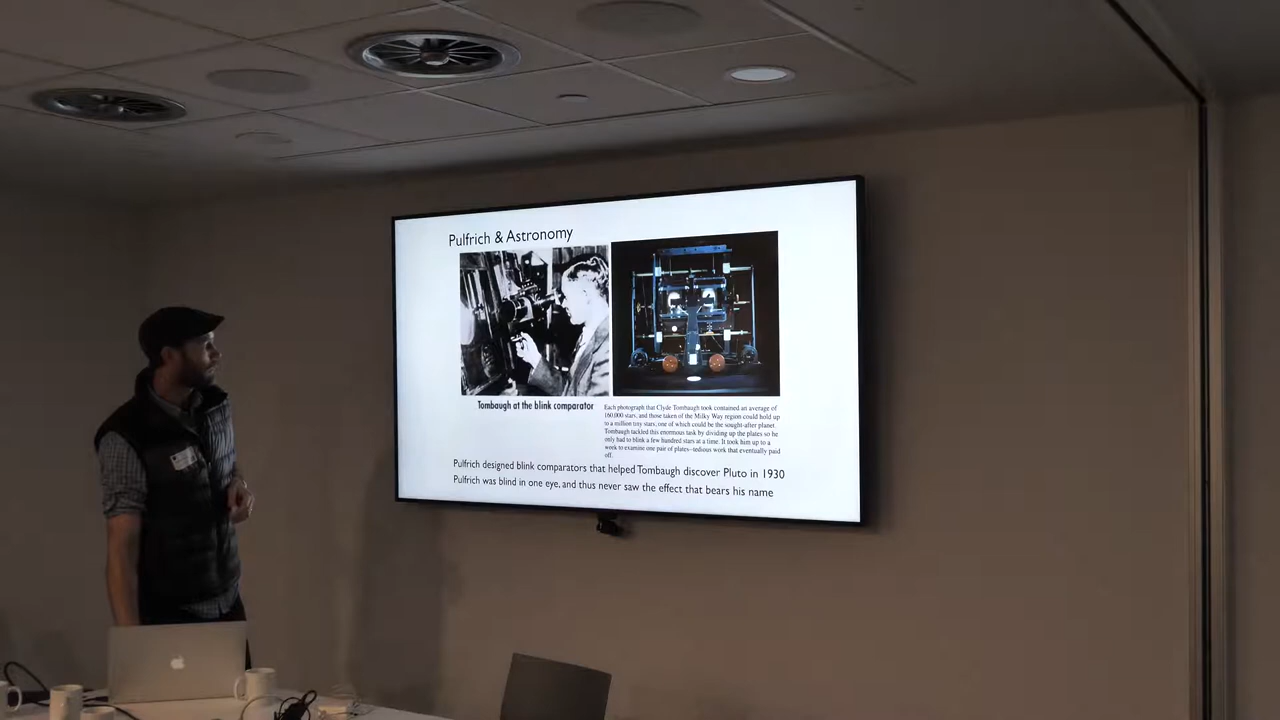 Pulfrich & Astronomy
Tombaugh at the blink comparator
Each photograph that Clyde Tombaugh took contained an average of
160,000 stars, and those taken of the Milky Way region could hold up
to a million tiny stars, one of which could be the sought-after planet.
Tombaugh tackled this enormous task by dividing up the plates so he
only had to blink a few hundred stars at a time. It took him up to a
week to examine one pair of plates--tedious work that eventually paid
off.
Pulfrich designed blink comparators that helped Tombaugh discover Pluto in 1930
Pulfrich was blind in one eye, and thus never saw the effect that bears his name